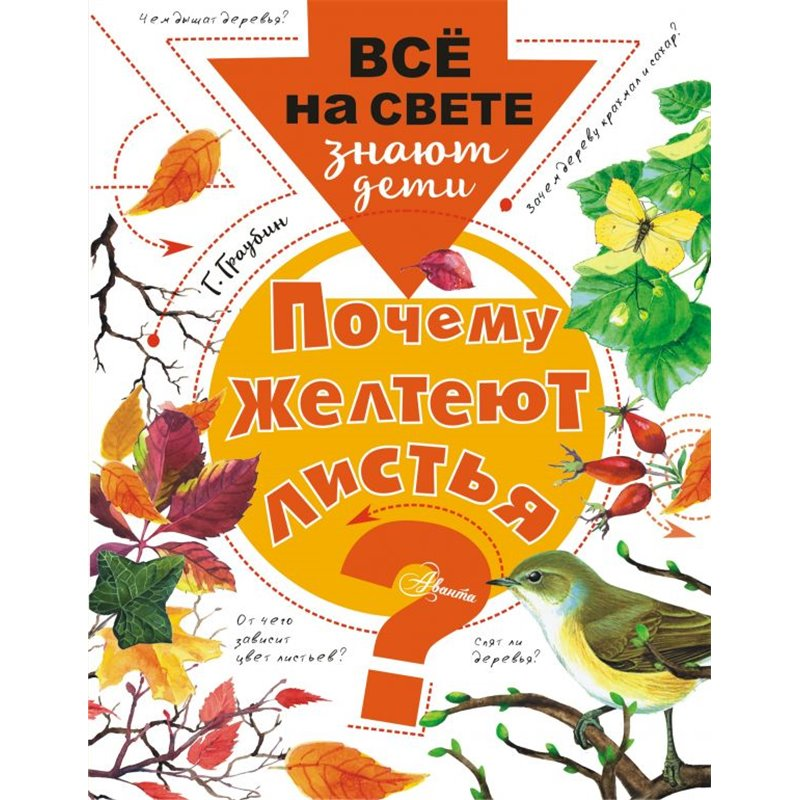 Чем дышат деревья?
ВСЁ
на СВЕТЕ
знают
дети
Зачем дереву крахмал и сахар?
Г. Граубин
Почему
желтеют
листья
?
Аванта
От чего
зависит
цвет листьев?
Спят ли
деревья?